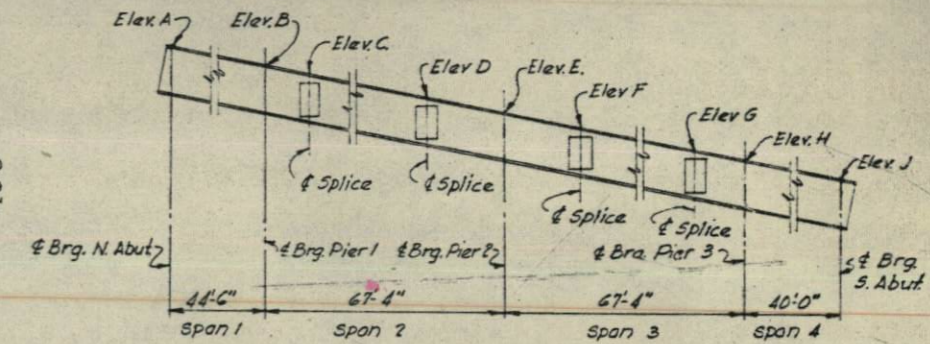 Elev. A
Elev. B
Elev. C.
Elev D
Elev. E.
Elev F
Elev G
Elev. H
Elev. J
℄ Splice
℄ Splice
℄ Splice
℄ Splice
℄ Brg. N. Abut.
℄ Brg. Pier 1
℄ Brg. Pier 2
℄ Brg. Pier 3
℄ Brg.
S. Abut.
44'-6"
67'-4"
67'-4"
40'-0"
Span 1
Span 2
Span 3
Span 4